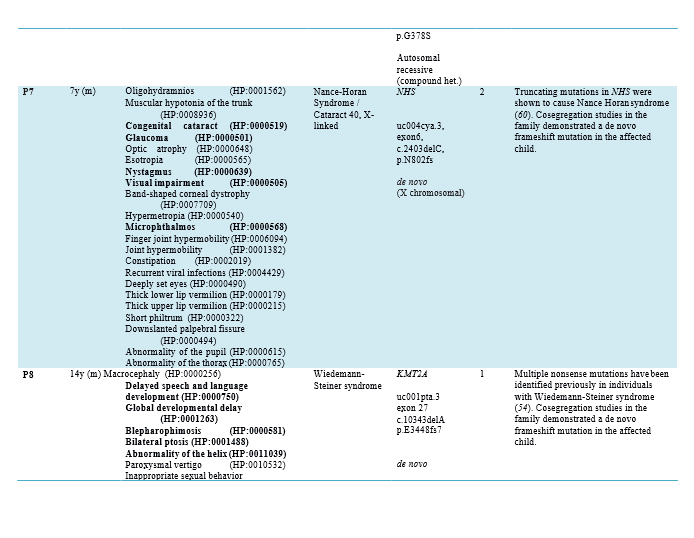 p.G378S
Autosomal
recessive
(compound het.)
P7 7y (m) Oligohydramnios (HP:0001562) Nance-Horan NHS 2 Truncating mutations in NHS were
Muscular hypotonia of the trunk Syndrome / shown to cause Nance Horan syndrome
(HP:0008936) Cataract 40, X- (60). Cosegregation studies in the
Congenital cataract (HP:0000519) linked uc004cya.3, family demonstrated a de novo
Glaucoma (HP:0000501) exon6, frameshift mutation in the affected
Optic atrophy (HP:0000648) c.2403delC, child.
Esotropia (HP:0000565) p.N802fs
Nystagmus (HP:0000639)
Visual impairment (HP:0000505) de novo
Band-shaped corneal dystrophy (X chromosomal)
(HP:0007709)
Hypermetropia (HP:0000540)
Microphthalmos (HP:0000568)
Finger joint hypermobility (HP:0006094)
Joint hypermobility (HP:0001382)
Constipation (HP:0002019)
Recurrent viral infections (HP:0004429)
Deeply set eyes (HP:0000490)
Thick lower lip vermilion (HP:0000179)
Thick upper lip vermilion (HP:0000215)
Short philtrum (HP:0000322)
Downslanted palpebral fissure
(HP:0000494)
Abnormality of the pupil (HP:0000615)
Abnormality of the thorax (HP:0000765)
P8 14y (m) Macrocephaly (HP:0000256) Wiedemann- KMT2A 1 Multiple nonsense mutations have been
Delayed speech and language Steiner syndrome identified previously in individuals
development (HP:0000750) uc001pta.3 with Wiedemann-Steiner syndrome
Global developmental delay exon 27 (54). Cosegregation studies in the
(HP:0001263) c.10343delA family demonstrated a de novo
Blepharophimosis (HP:0000581) p.E3448fs7 frameshift mutation in the affected
Bilateral ptosis (HP:0001488) child.
Abnormality of the helix (HP:0011039)
Paroxysmal vertigo (HP:0010532) de novo
Inappropriate sexual behavior